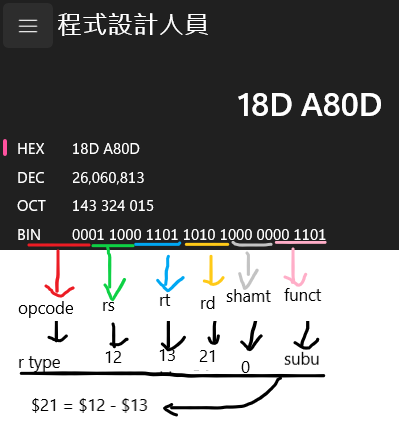 程式設計人員
18D A80D
HEX 18D A80D
DEC 26,060,813
OCT 143 324 015
BIN 0001 1000 1101 1010 1000 0000 1101
opcode rs rt rd shamt funct
r type 12 13 21 0 subu
$21 = $12 - $13